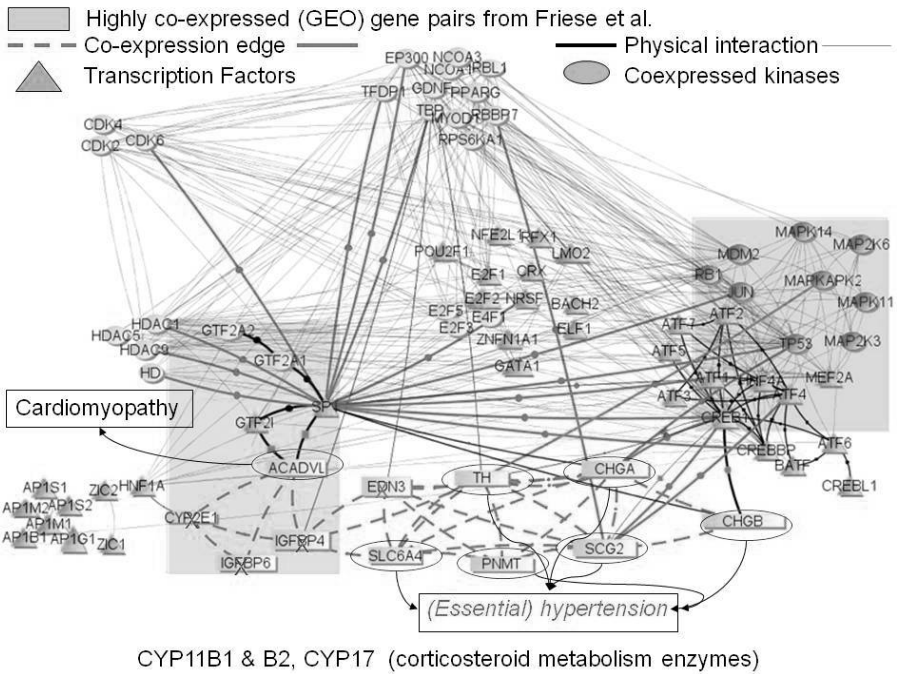 Highly co-expressed (GEO) gene pairs from Friese et al.
Co-expression edge
Physical interaction
Transcription Factors
Coexpressed kinases
EP300 NCOA3
NCOA1 RBL1
TFDP1 GDNF PPARG
TBP MYOD1 RBBP7
RPS6KA1
CDK4
CDK2 CDK6
NFE2L1 RFX1
POU2F1 LMO2
E2F1 CRX
E2F2 NRSF BACH2
E2F5 E4F1
E2F3 ELF1
ZNFN1A1
GATA1
MAPK14
MDM2 MAP2K6
RB1 MAPKAPK2
JUN MAPK11
ATF7 ATF2
TP53 MAP2K3
ATF5
ATF1 HNF4A MEF2A
ATF3 ATF4
CREB1
CREBBP ATF6
BATF
CREBL1
HDAC1
HDAC5 GTF2A2
HDAC9 GTF2A1
HD
SP1
GTF2I
Cardiomyopathy
ACADVL
AP1S1 ZIC2 HNF1A
AP1M2 AP1S2
AP1M1
AP1B1 AP1G1 ZIC1
CYP2E1
IGFBP4
IGFBP6
EDN3 TH CHGA
CHGB
SLC6A4 PNMT SCG2
(Essential) hypertension
CYP11B1 & B2, CYP17 (corticosteroid metabolism enzymes)